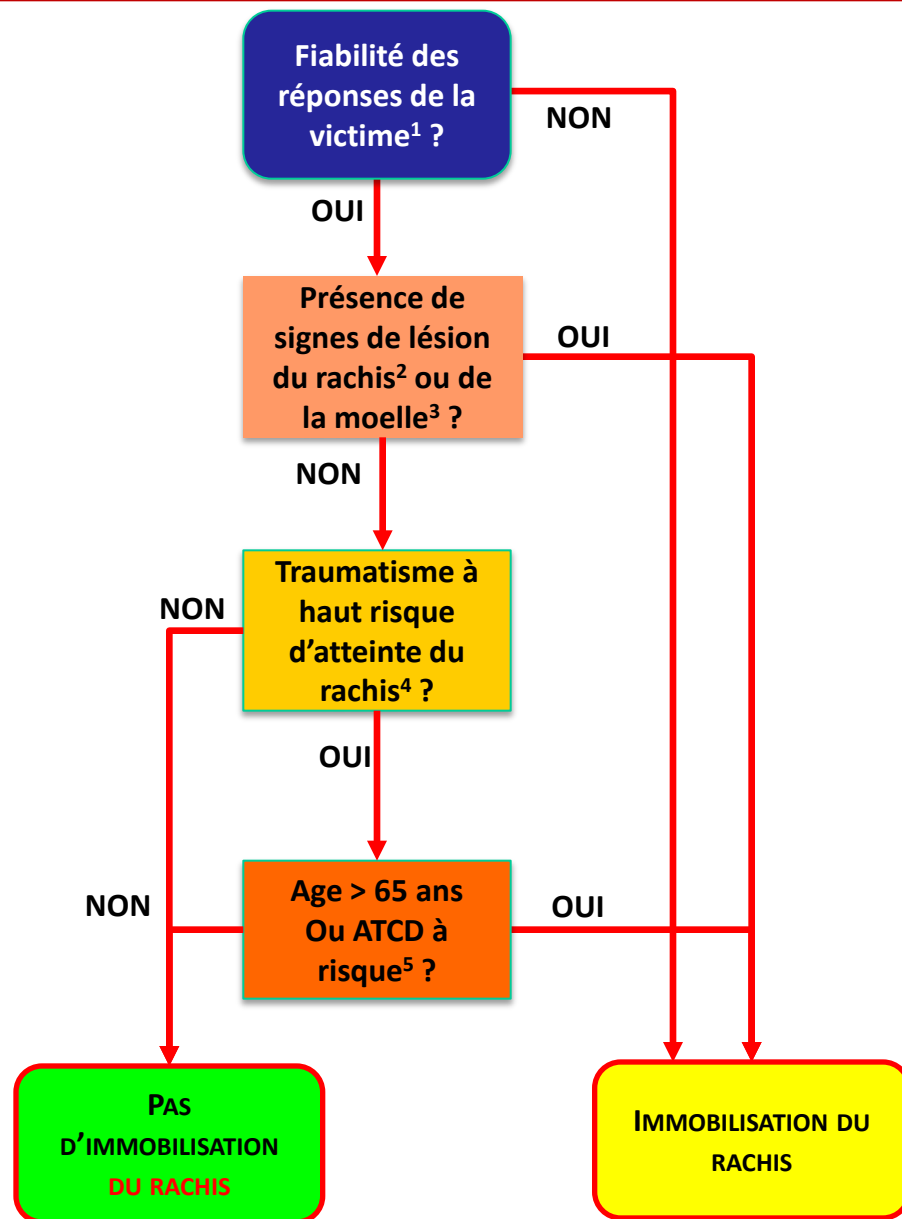 Fiabilité des
réponses de la
victime¹ ?
NON
OUI
Présence de
signes de lésion
du rachis² ou de
la moelle³ ?
OUI
NON
Traumatisme à
haut risque
d'atteinte du
rachis⁴ ?
NON
OUI
Age > 65 ans
Ou ATCD à
risque⁵ ?
NON
OUI
PAS
D'IMMOBILISATION
DU RACHIS
IMMOBILISATION DU
RACHIS